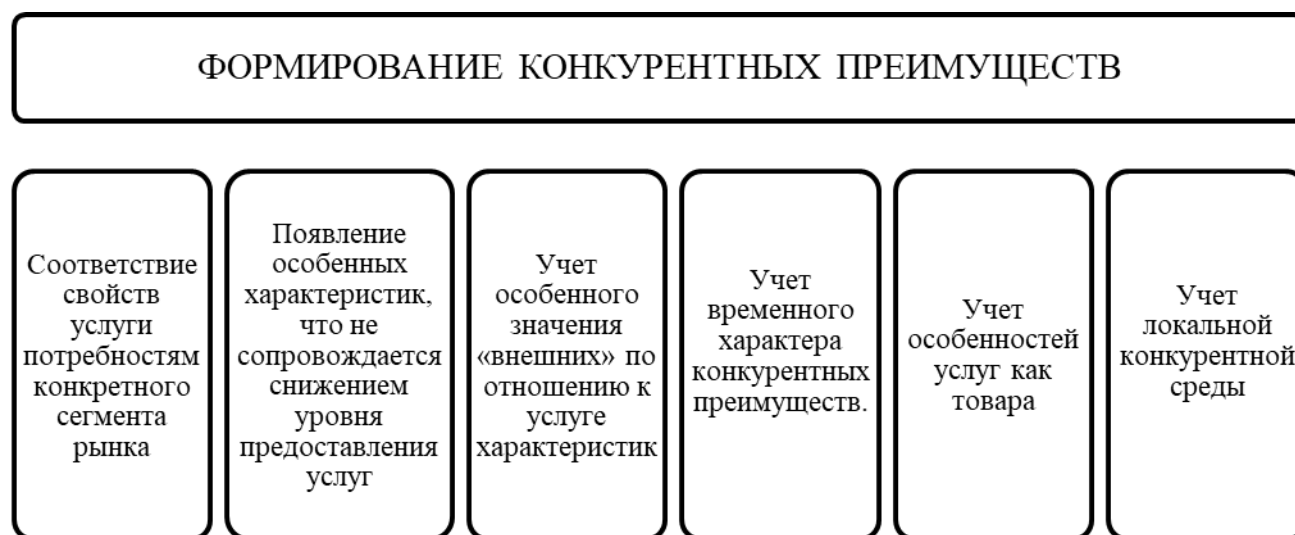 ФОРМИРОВАНИЕ КОНКУРЕНТНЫХ ПРЕИМУЩЕСТВ
Соответствие
свойств
услуги
потребностям
конкретного
сегмента
рынка
Появление
особенных
характеристик,
что не
сопровождается
снижением
уровня
предоставления
услуг
Учет
особенного
значения
«внешних» по
отношению к
услуге
характеристик
Учет
временного
характера
конкурентных
преимуществ.
Учет
особенностей
услуг как
товара
Учет
локальной
конкурентной
среды